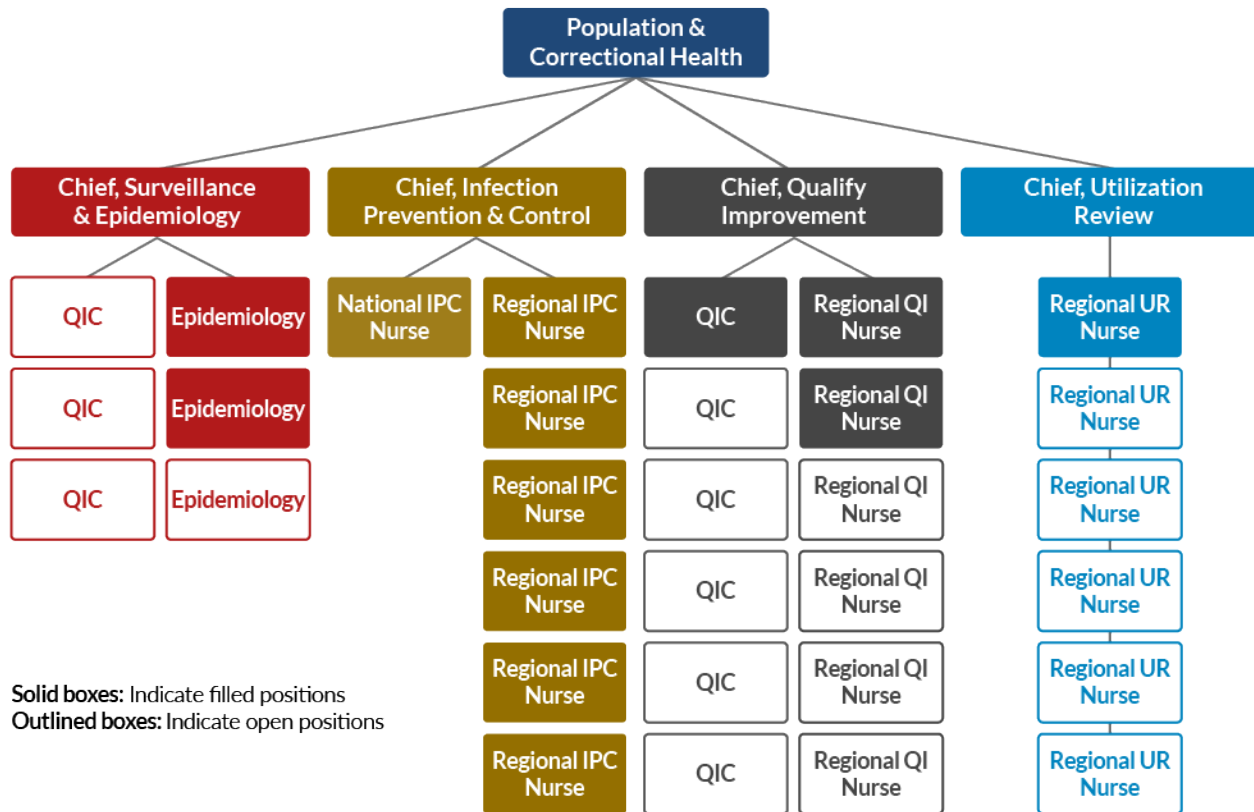 Population &
Correctional Health
Chief, Surveillance
& Epidemiology
Chief, Infection
Prevention & Control
Chief, Qualify
Improvement
Chief, Utilization
Review
QIC
Epidemiology
National IPC
Nurse
Regional IPC
Nurse
QIC
Regional QI
Nurse
Regional UR
Nurse
QIC
Epidemiology
Regional IPC
Nurse
QIC
Regional QI
Nurse
Regional UR
Nurse
QIC
Epidemiology
Regional IPC
Nurse
QIC
Regional QI
Nurse
Regional UR
Nurse
Regional IPC
Nurse
QIC
Regional QI
Nurse
Regional UR
Nurse
Regional IPC
Nurse
QIC
Regional QI
Nurse
Regional UR
Nurse
Regional IPC
Nurse
QIC
Regional QI
Nurse
Regional UR
Nurse
Solid boxes: Indicate filled positions
Outlined boxes: Indicate open positions